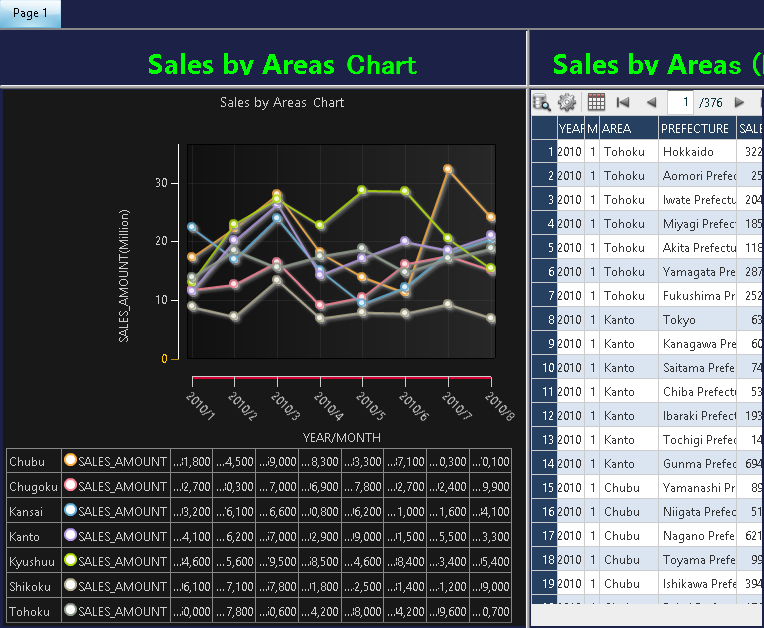 Page 1
Sales by Areas Chart
Sales by Areas (
Sales by Areas Chart
SALES_AMOUNT(Million)
30
20
10
0
2010/1 2010/2 2010/3 2010/4 2010/5 2010/6 2010/7 2010/8
YEAR/MONTH
Chubu SALES_AMOUNT ...31,800 ...4,500 ...9,000 ...8,300 ...3,300 ...7,100 ...0,300 ...0,100
Chugoku SALES_AMOUNT ...2,700 ...0,300 ...7,000 ...6,900 ...7,800 ...2,700 ...2,400 ...9,900
Kansai SALES_AMOUNT ...3,200 ...6,100 ...6,600 ...0,800 ...6,200 ...1,000 ...1,600 ...4,100
Kanto SALES_AMOUNT ...4,100 ...6,200 ...7,000 ...2,900 ...9,000 ...1,500 ...5,500 ...3,300
Kyushuu SALES_AMOUNT ...4,600 ...5,600 ...9,500 ...8,500 ...4,600 ...8,400 ...3,400 ...5,400
Shikoku SALES_AMOUNT ...6,100 ...7,100 ...7,800 ...1,800 ...2,500 ...1,400 ...1,200 ...9,000
Tohoku SALES_AMOUNT ...0,000 ...7,800 ...0,600 ...4,200 ...8,000 ...4,200 ...9,600 ...0,700
1 /376
YEAR M AREA PREFECTURE SALE
1 2010 1 Tohoku Hokkaido 322
2 2010 1 Tohoku Aomori Prefec 25
3 2010 1 Tohoku Iwate Prefectu 204
4 2010 1 Tohoku Miyagi Prefec 185
5 2010 1 Tohoku Akita Prefectu 118
6 2010 1 Tohoku Yamagata Pre 287
7 2010 1 Tohoku Fukushima Pr 252
8 2010 1 Kanto Tokyo 63
9 2010 1 Kanto Kanagawa Pre 60
10 2010 1 Kanto Saitama Prefe 74
11 2010 1 Kanto Chiba Prefect 53
12 2010 1 Kanto Ibaraki Prefect 193
13 2010 1 Kanto Tochigi Prefec 14
14 2010 1 Kanto Gunma Prefec 694
15 2010 1 Chubu Yamanashi Pr 89
16 2010 1 Chubu Niigata Prefec 51
17 2010 1 Chubu Nagano Prefec 621
18 2010 1 Chubu Toyama Prefe 99
19 2010 1 Chubu Ishikawa Prefe 394